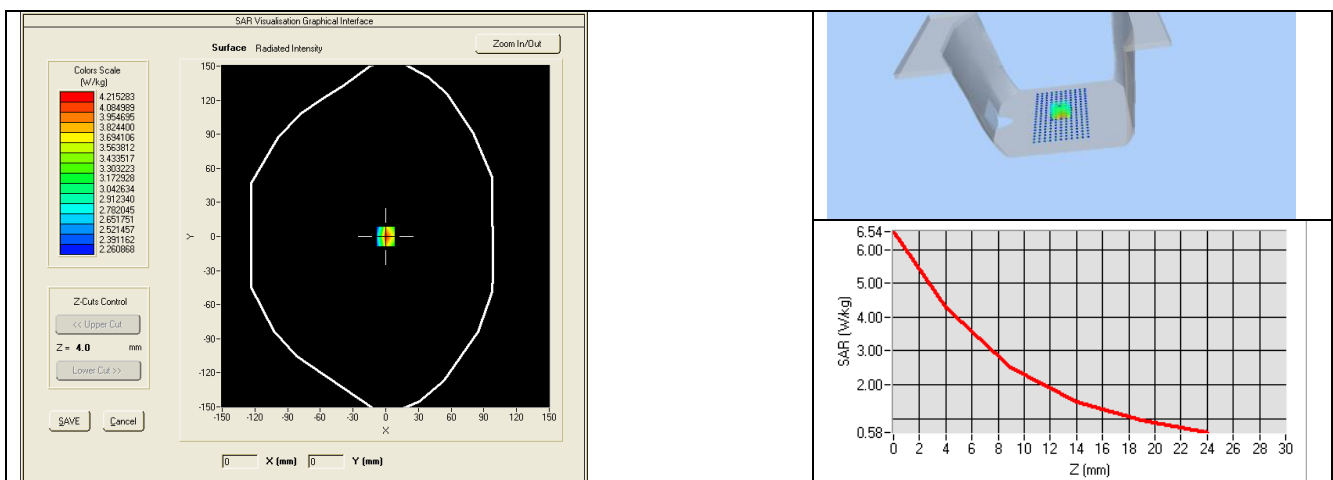 SAR Visualisation Graphical Interface
Surface Radiated Intensity
Zoom In/Out
Colors Scale
(W/kg)
4.215283
4.084989
3.954695
3.824400
3.694106
3.563812
3.433517
3.303223
3.172928
3.042634
2.912340
2.782045
2.651751
2.521457
2.391162
2.260868
Z-Cuts Control
<< Upper Cut
Z = 4.0 mm
Lower Cut >>
SAVE Cancel
150-
120-
90-
60-
30-
0-
-30-
-60-
-90-
-120-
-150-
Y
-150 -120 -90 -60 -30 0 30 60 90 120 150
X
0 X (mm) 0 Y (mm)
6.54-
6.00-
5.00-
4.00-
3.00-
2.00-
0.58-
SAR (W/kg)
0 2 4 6 8 10 12 14 16 18 20 22 24 26 28 30
Z (mm)